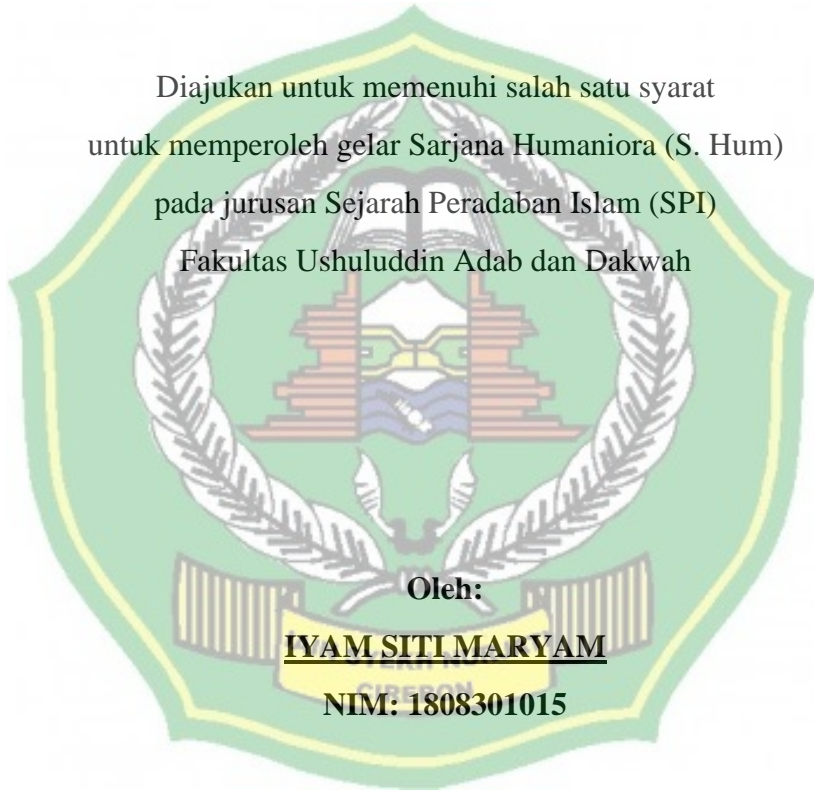 Diajukan untuk memenuhi salah satu syarat
untuk memperoleh gelar Sarjana Humaniora (S. Hum)
pada jurusan Sejarah Peradaban Islam (SPI)
Fakultas Ushuluddin Adab dan Dakwah
Oleh:
IYAM SITI MARYAM
CIREBON
NIM: 1808301015